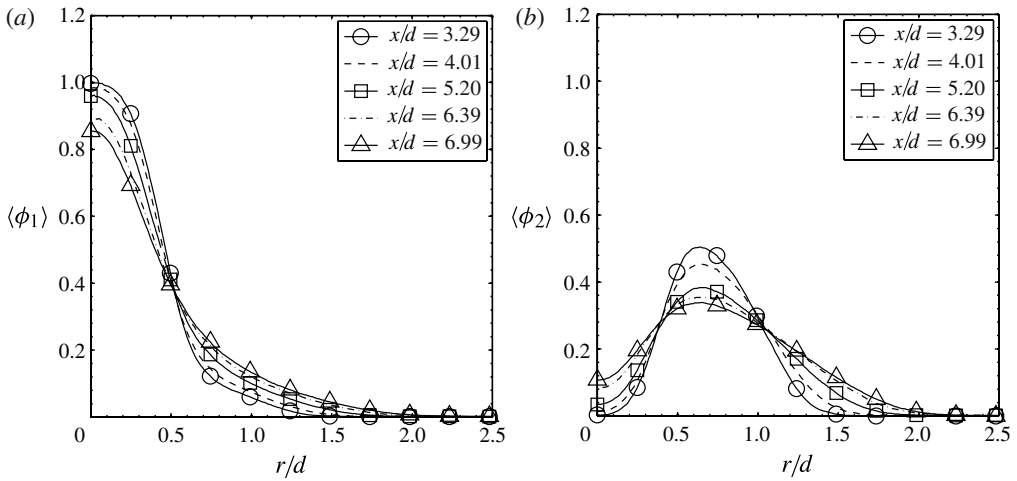 (a)
1.2
1.0
0.8
0.6
0.4
0.2
0
0.5
1.0
1.5
2.0
2.5
⟨ϕ1⟩
r/d
x/d = 3.29
x/d = 4.01
x/d = 5.20
x/d = 6.39
x/d = 6.99
(b)
1.2
1.0
0.8
0.6
0.4
0.2
0
0.5
1.0
1.5
2.0
2.5
⟨ϕ2⟩
r/d
x/d = 3.29
x/d = 4.01
x/d = 5.20
x/d = 6.39
x/d = 6.99